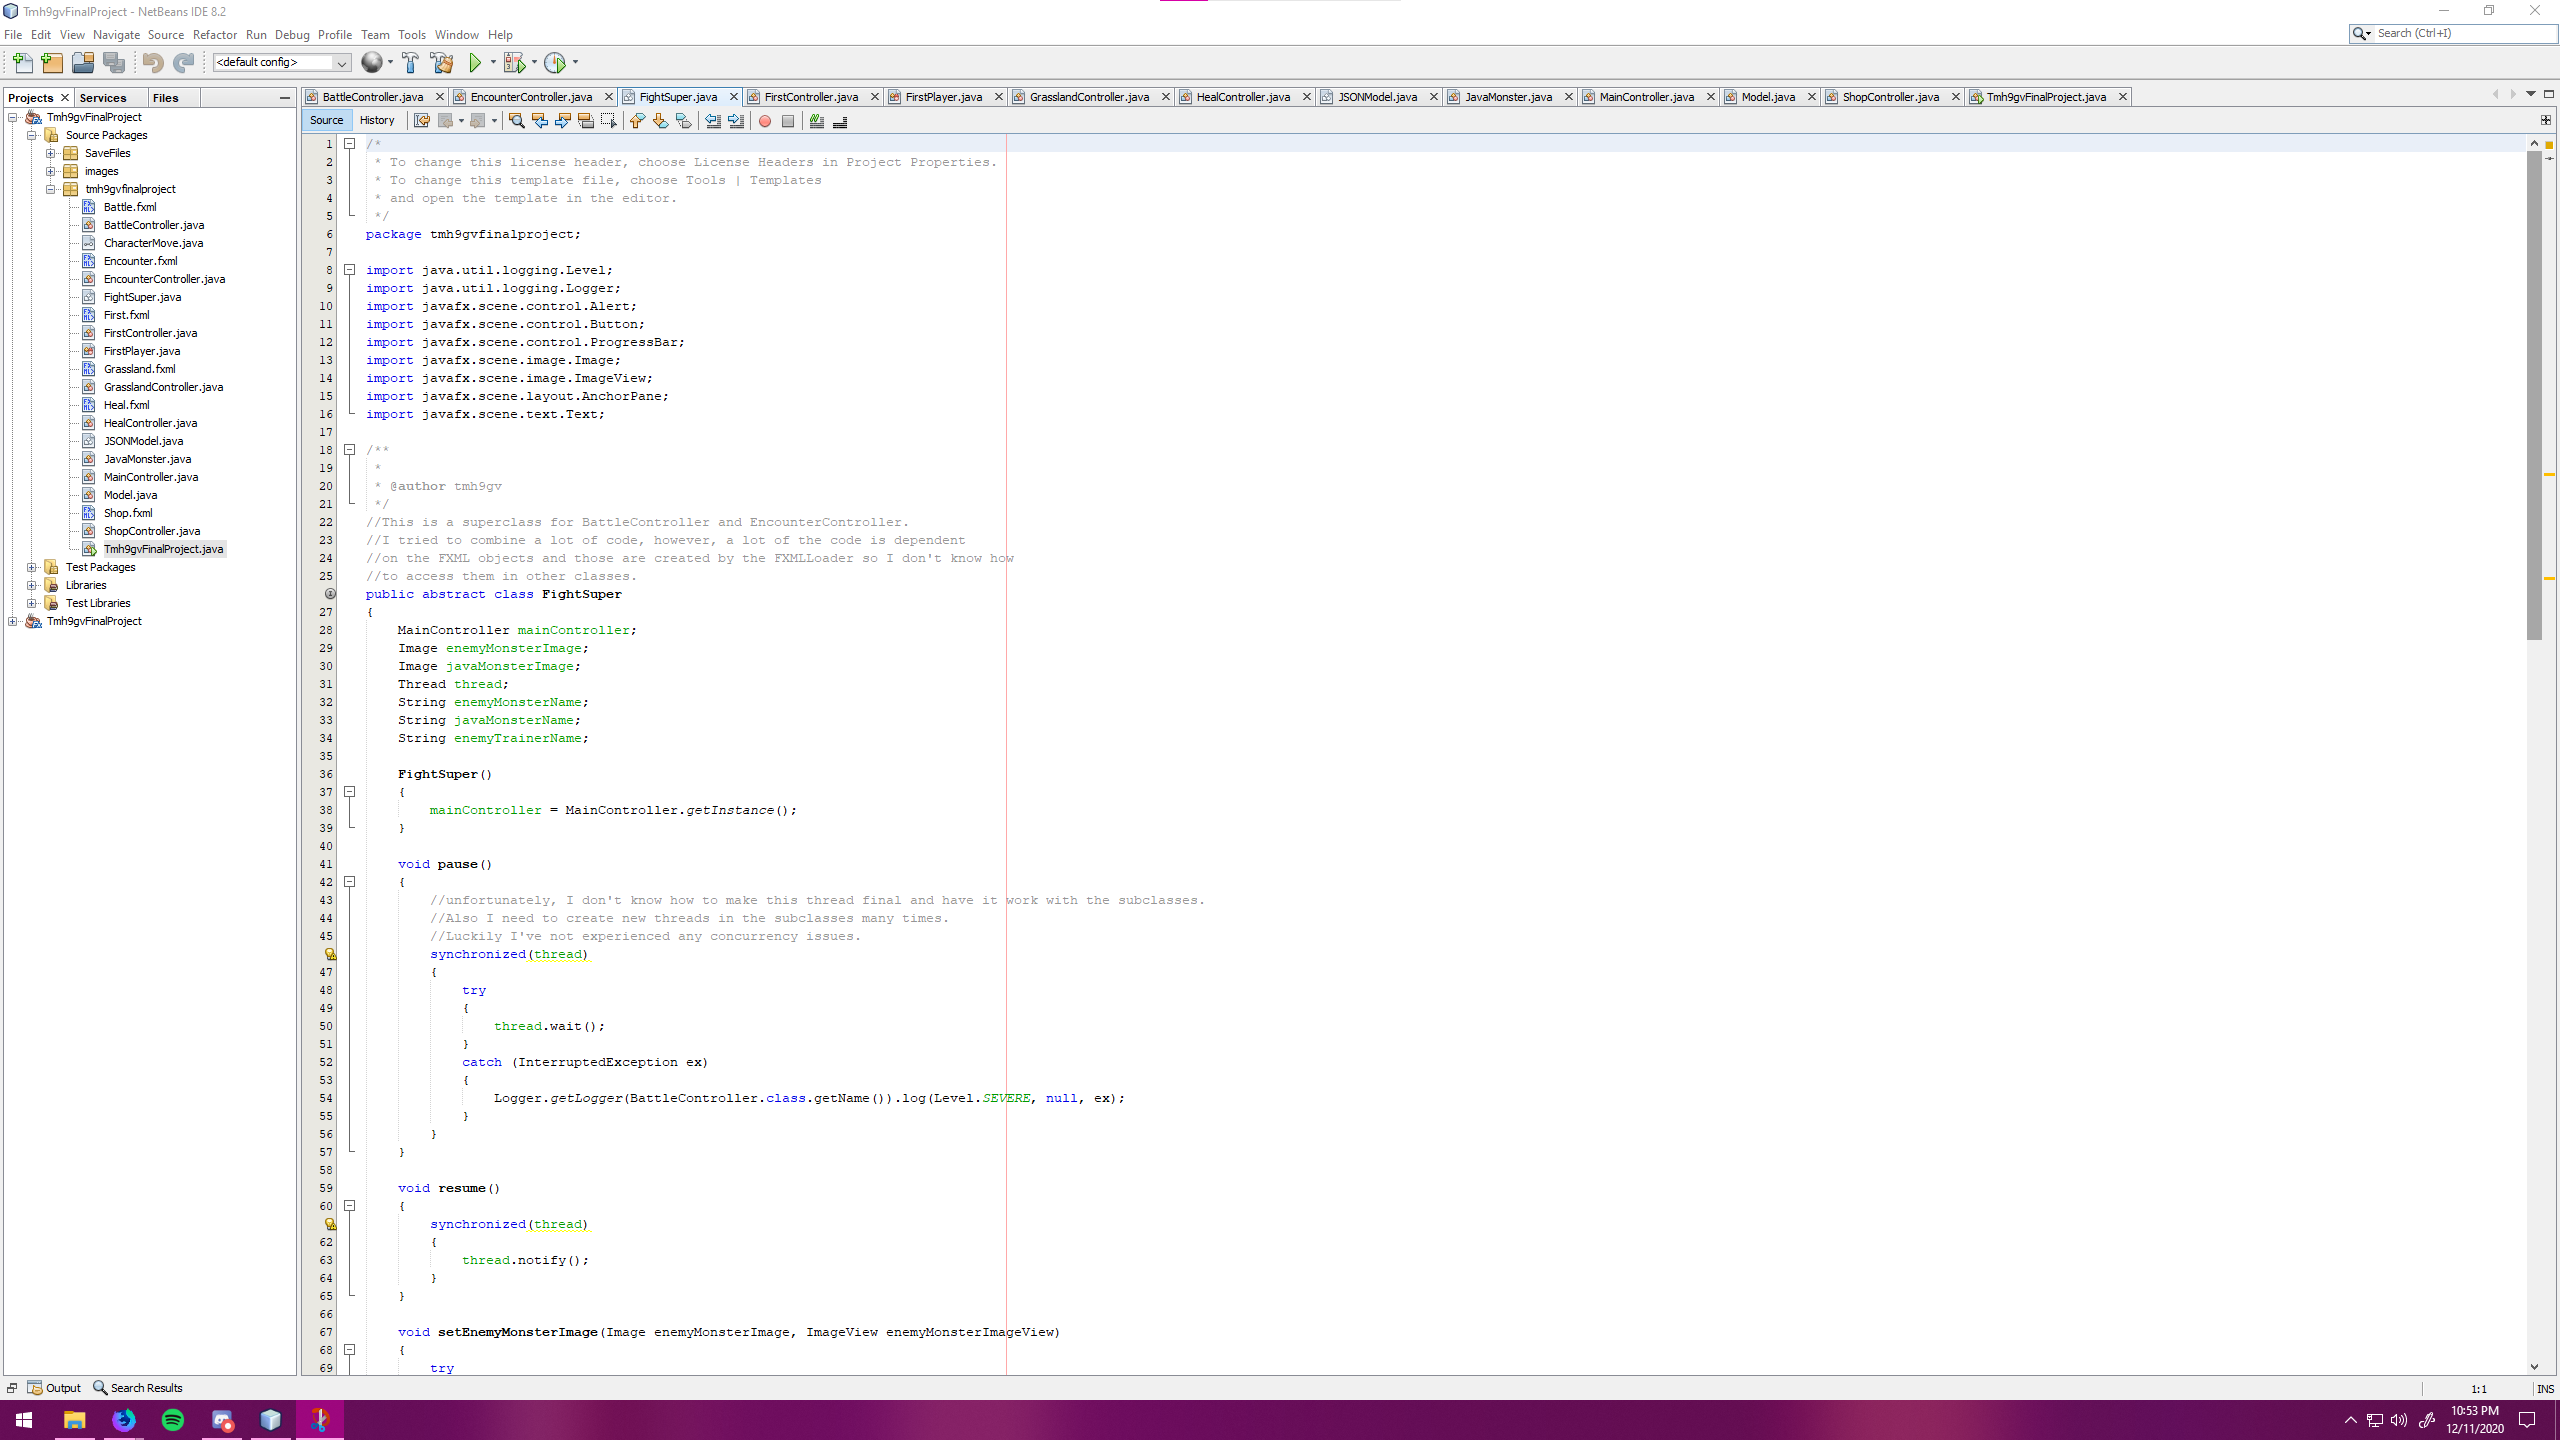 Tmh9gvFinalProject - NetBeans IDE 8.2
File Edit View Navigate Source Refactor Run Debug Profile Team Tools Window Help
Search (Ctrl+I)
<default config>
Projects Services Files
BattleController.java EncounterController.java FightSuper.java FirstController.java FirstPlayer.java GrasslandController.java HealController.java JSONModel.java JavaMonster.java MainController.java Model.java ShopController.java Tmh9gvFinalProject.java
Source History
Tmh9gvFinalProject
Source Packages
SaveFiles
images
tmh9gvfinalproject
Battle.fxml
BattleController.java
CharacterMove.java
Encounter.fxml
EncounterController.java
FightSuper.java
First.fxml
FirstController.java
FirstPlayer.java
Grassland.fxml
GrasslandController.java
Heal.fxml
HealController.java
JSONModel.java
JavaMonster.java
MainController.java
Model.java
Shop.fxml
ShopController.java
Tmh9gvFinalProject.java
Test Packages
Libraries
Test Libraries
Tmh9gvFinalProject
1 /*
2 * To change this license header, choose License Headers in Project Properties.
3 * To change this template file, choose Tools | Templates
4 * and open the template in the editor.
5 */
6 package tmh9gvfinalproject;
7
8 import java.util.logging.Level;
9 import java.util.logging.Logger;
10 import javafx.scene.control.Alert;
11 import javafx.scene.control.Button;
12 import javafx.scene.control.ProgressBar;
13 import javafx.scene.image.Image;
14 import javafx.scene.image.ImageView;
15 import javafx.scene.layout.AnchorPane;
16 import javafx.scene.text.Text;
17
18 /**
19 *
20 * @author tmh9gv
21 */
22 //This is a superclass for BattleController and EncounterController.
23 //I tried to combine a lot of code, however, a lot of the code is dependent
24 //on the FXML objects and those are created by the FXMLLoader so I don't know how
25 //to access them in other classes.
public abstract class FightSuper
27 {
28 MainController mainController;
29 Image enemyMonsterImage;
30 Image javaMonsterImage;
31 Thread thread;
32 String enemyMonsterName;
33 String javaMonsterName;
34 String enemyTrainerName;
35
36 FightSuper()
37 {
38 mainController = MainController.getInstance();
39 }
40
41 void pause()
42 {
43 //unfortunately, I don't know how to make this thread final and have it work with the subclasses.
44 //Also I need to create new threads in the subclasses many times.
45 //Luckily I've not experienced any concurrency issues.
synchronized(thread)
47 {
48 try
49 {
50 thread.wait();
51 }
52 catch (InterruptedException ex)
53 {
54 Logger.getLogger(BattleController.class.getName()).log(Level.SEVERE, null, ex);
55 }
56 }
57 }
58
59 void resume()
60 {
synchronized(thread)
62 {
63 thread.notify();
64 }
65 }
66
67 void setEnemyMonsterImage(Image enemyMonsterImage, ImageView enemyMonsterImageView)
68 {
69 try
Output Search Results
1:1 INS
10:53 PM
12/11/2020